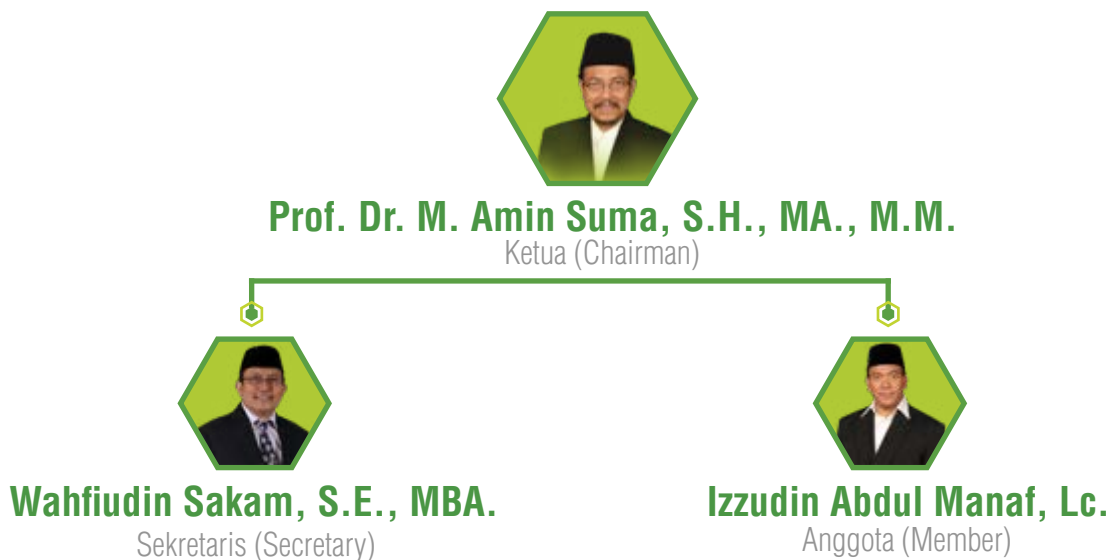 Prof. Dr. M. Amin Suma, S.H., MA., M.M.
Ketua (Chairman)
Wahfiudin Sakam, S.E., MBA.
Sekretaris (Secretary)
Izzudin Abdul Manaf, Lc.
Anggota (Member)